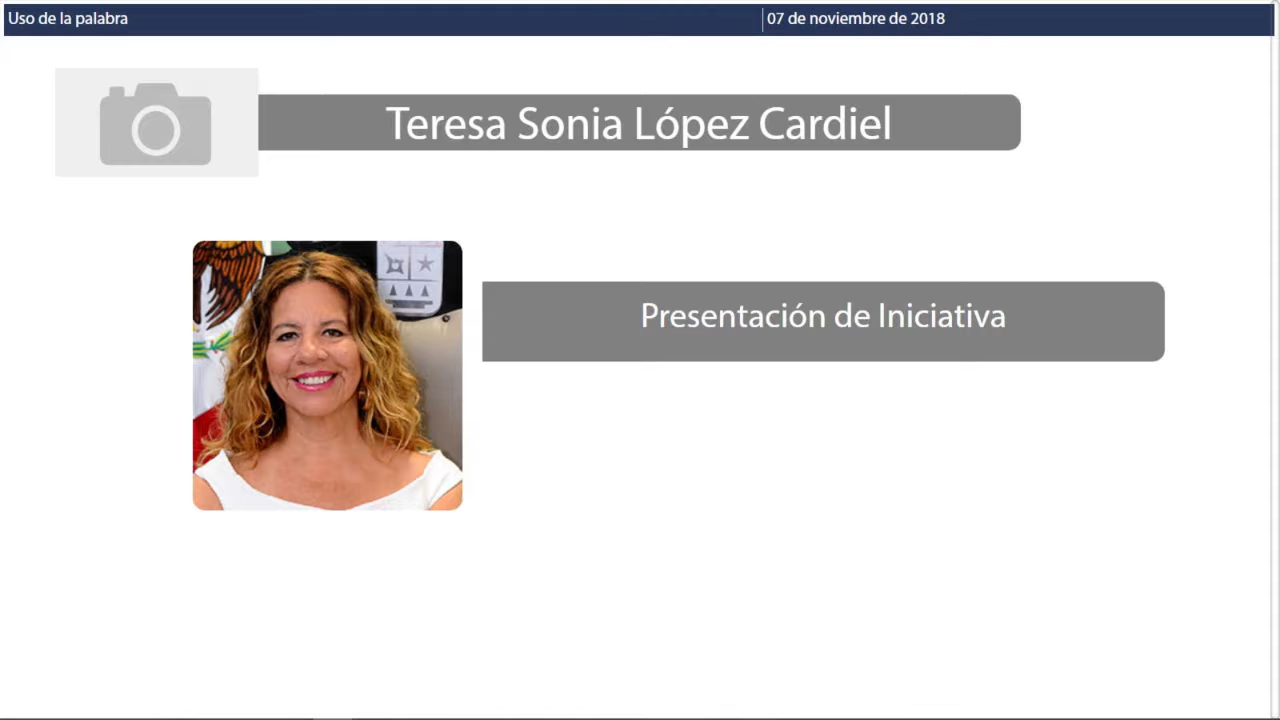 Uso de la palabra
07 de noviembre de 2018
Teresa Sonia López Cardiel
Presentación de Iniciativa